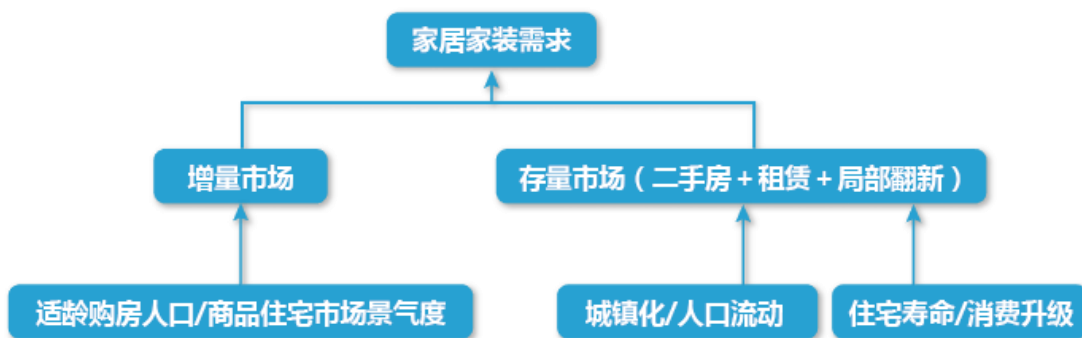 家居家装需求
增量市场
存量市场（二手房+租赁+局部翻新）
适龄购房人口/商品住宅市场景气度
城镇化/人口流动
住宅寿命/消费升级